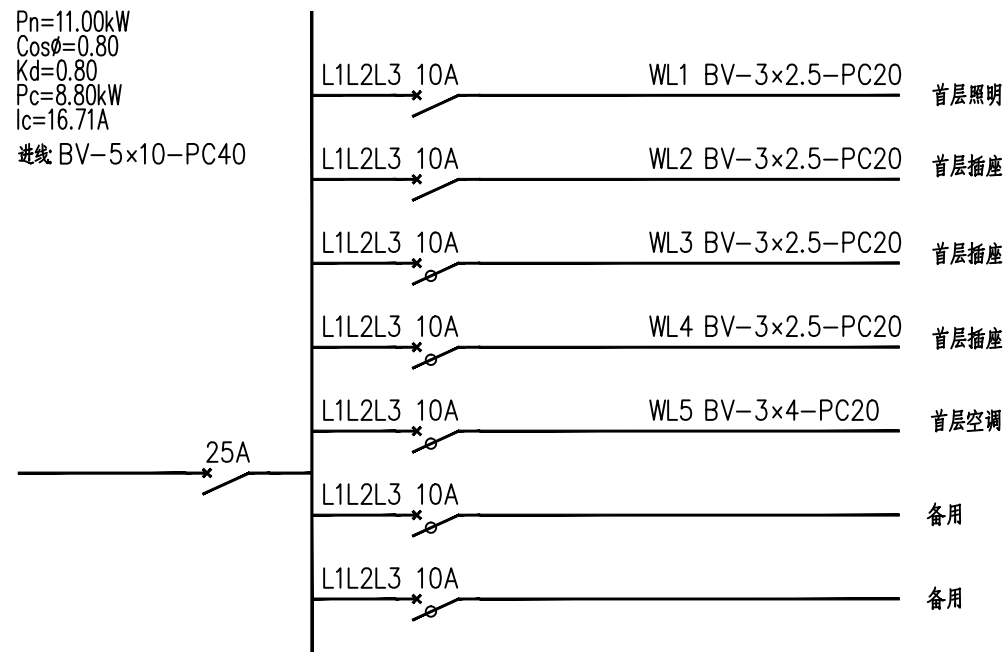 Pn=11.00kW
Cosø=0.80
Kd=0.80
Pc=8.80kW
Ic=16.71A
进线: BV-5×10-PC40
L1L2L3 10A WL1 BV-3×2.5-PC20 首层照明
L1L2L3 10A WL2 BV-3×2.5-PC20 首层插座
L1L2L3 10A WL3 BV-3×2.5-PC20 首层插座
L1L2L3 10A WL4 BV-3×2.5-PC20 首层插座
L1L2L3 10A WL5 BV-3×4-PC20 首层空调
25A
L1L2L3 10A 备用
L1L2L3 10A 备用